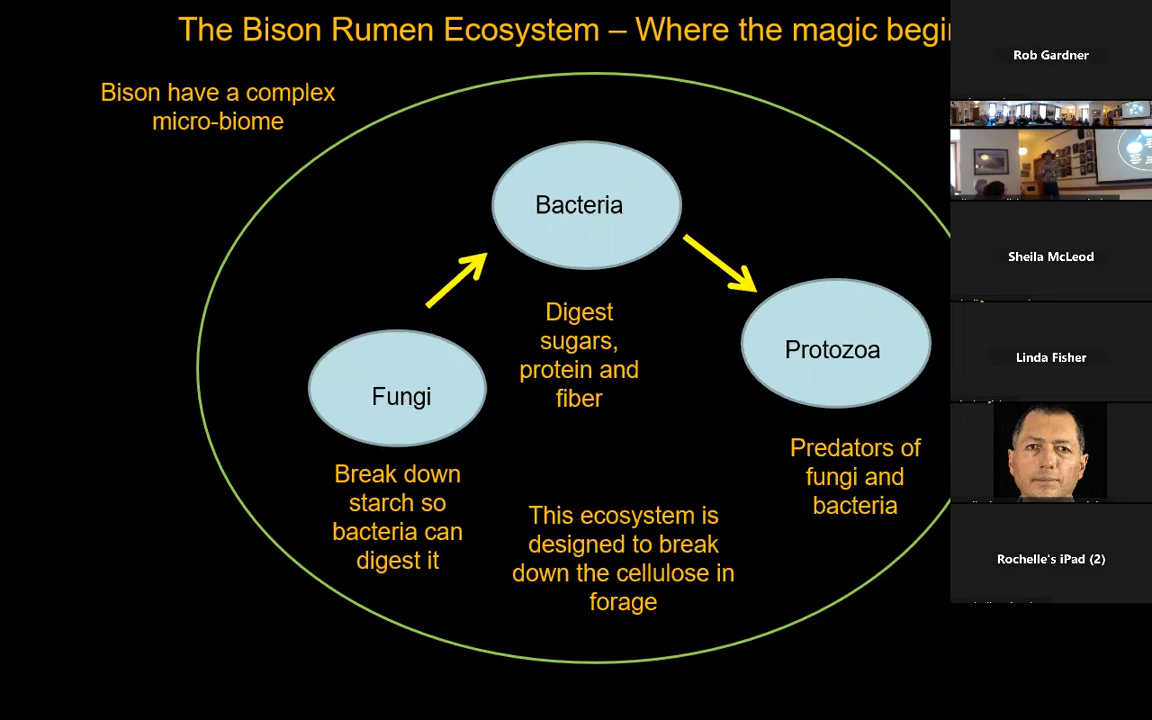 The Bison Rumen Ecosystem – Where the magic begin
Bison have a complex
micro-biome
Bacteria
Digest
sugars,
protein and
fiber
Fungi
Break down
starch so
bacteria can
digest it
Protozoa
Predators of
fungi and
bacteria
This ecosystem is
designed to break
down the cellulose in
forage
Rob Gardner
Sheila McLeod
Linda Fisher
Rochelle's iPad (2)